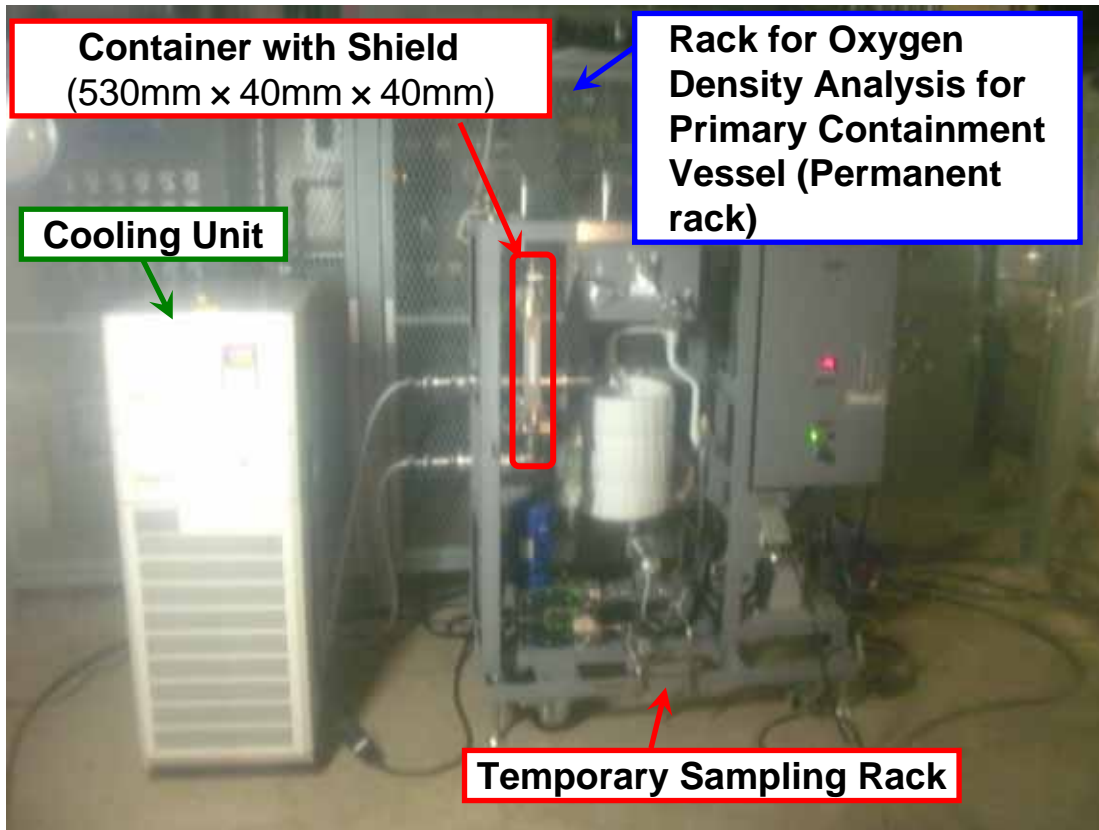 Container with Shield
(530mm × 40mm × 40mm)
Rack for Oxygen
Density Analysis for
Primary Containment
Vessel (Permanent
rack)
Cooling Unit
Temporary Sampling Rack